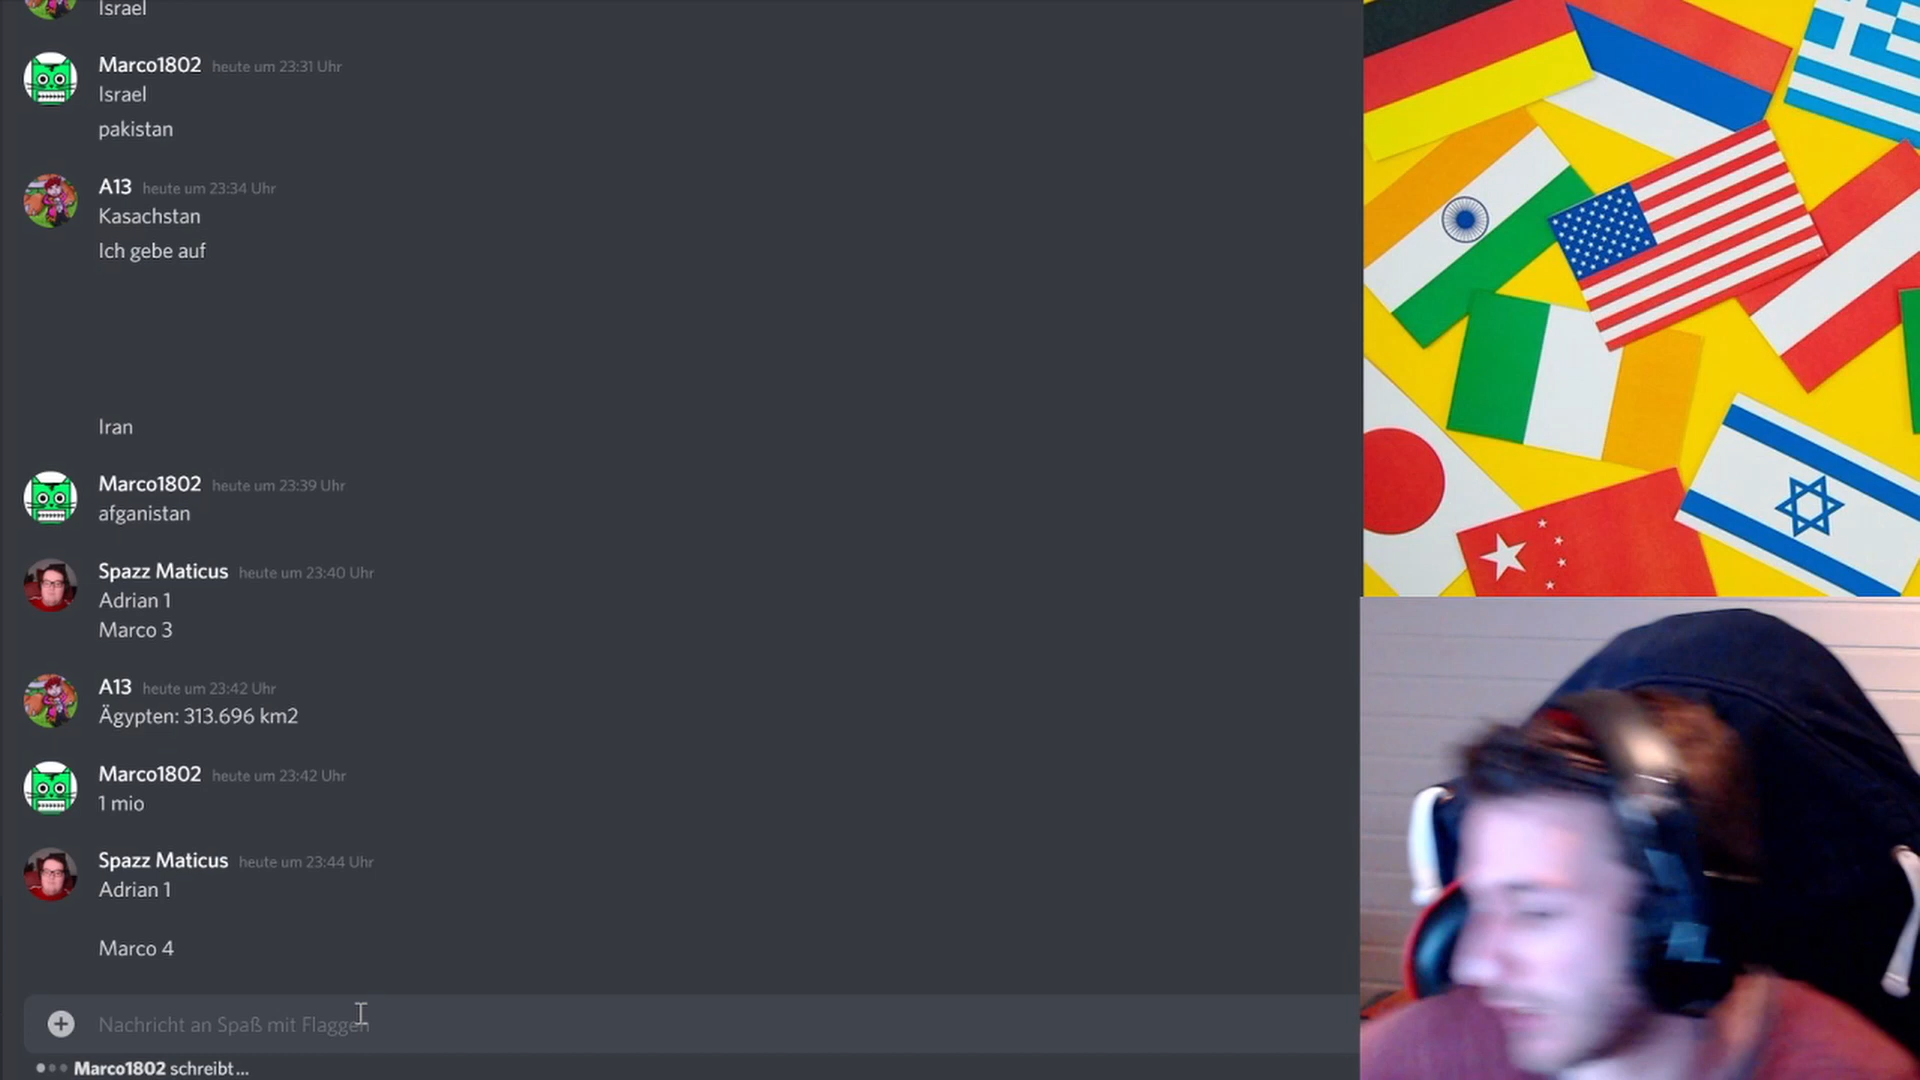 Israel
Marco1802 heute um 23:31 Uhr
Israel
pakistan
A13 heute um 23:34 Uhr
Kasachstan
Ich gebe auf
Iran
Marco1802 heute um 23:39 Uhr
afganistan
Spazz Maticus heute um 23:40 Uhr
Adrian 1
Marco 3
A13 heute um 23:42 Uhr
Ägypten: 313.696 km2
Marco1802 heute um 23:42 Uhr
1 mio
Spazz Maticus heute um 23:44 Uhr
Adrian 1
Marco 4
Nachricht an Spaß mit Flaggen
Marco1802 schreibt...